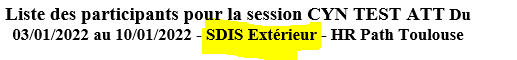 Liste des participants pour la session CYN TEST ATT Du
03/01/2022 au 10/01/2022 - SDIS Extérieur - HR Path Toulouse